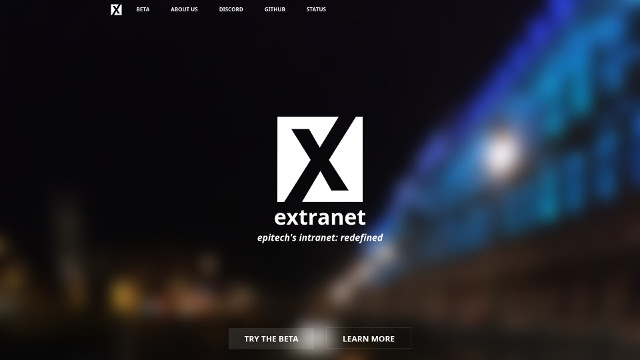 X BETA ABOUT US DISCORD GITHUB STATUS
X
extranet
epitech's intranet: redefined
TRY THE BETA LEARN MORE